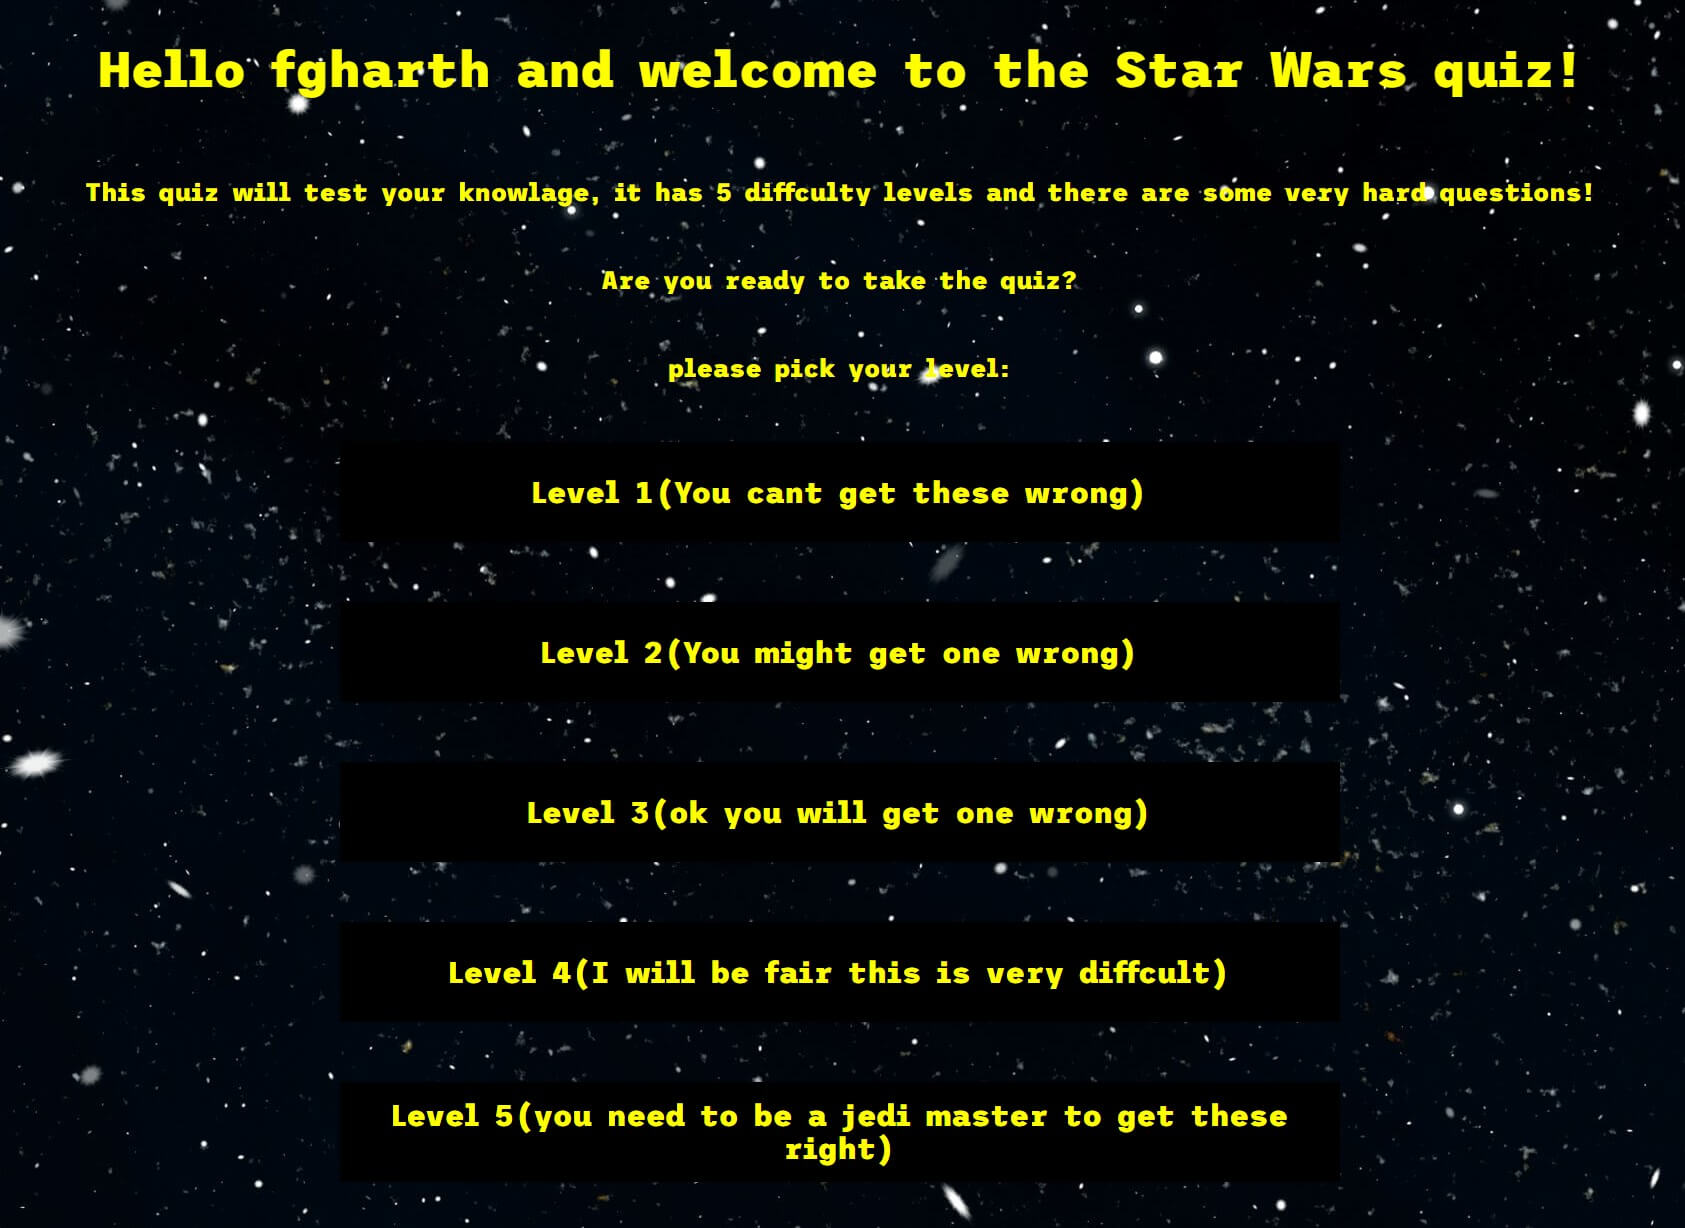 Hello fgharth and welcome to the Star Wars quiz!
This quiz will test your knowlage, it has 5 diffculty levels and there are some very hard questions!
Are you ready to take the quiz?
please pick your level:
Level 1(You cant get these wrong)
Level 2(You might get one wrong)
Level 3(ok you will get one wrong)
Level 4(I will be fair this is very diffcult)
Level 5(you need to be a jedi master to get these
right)